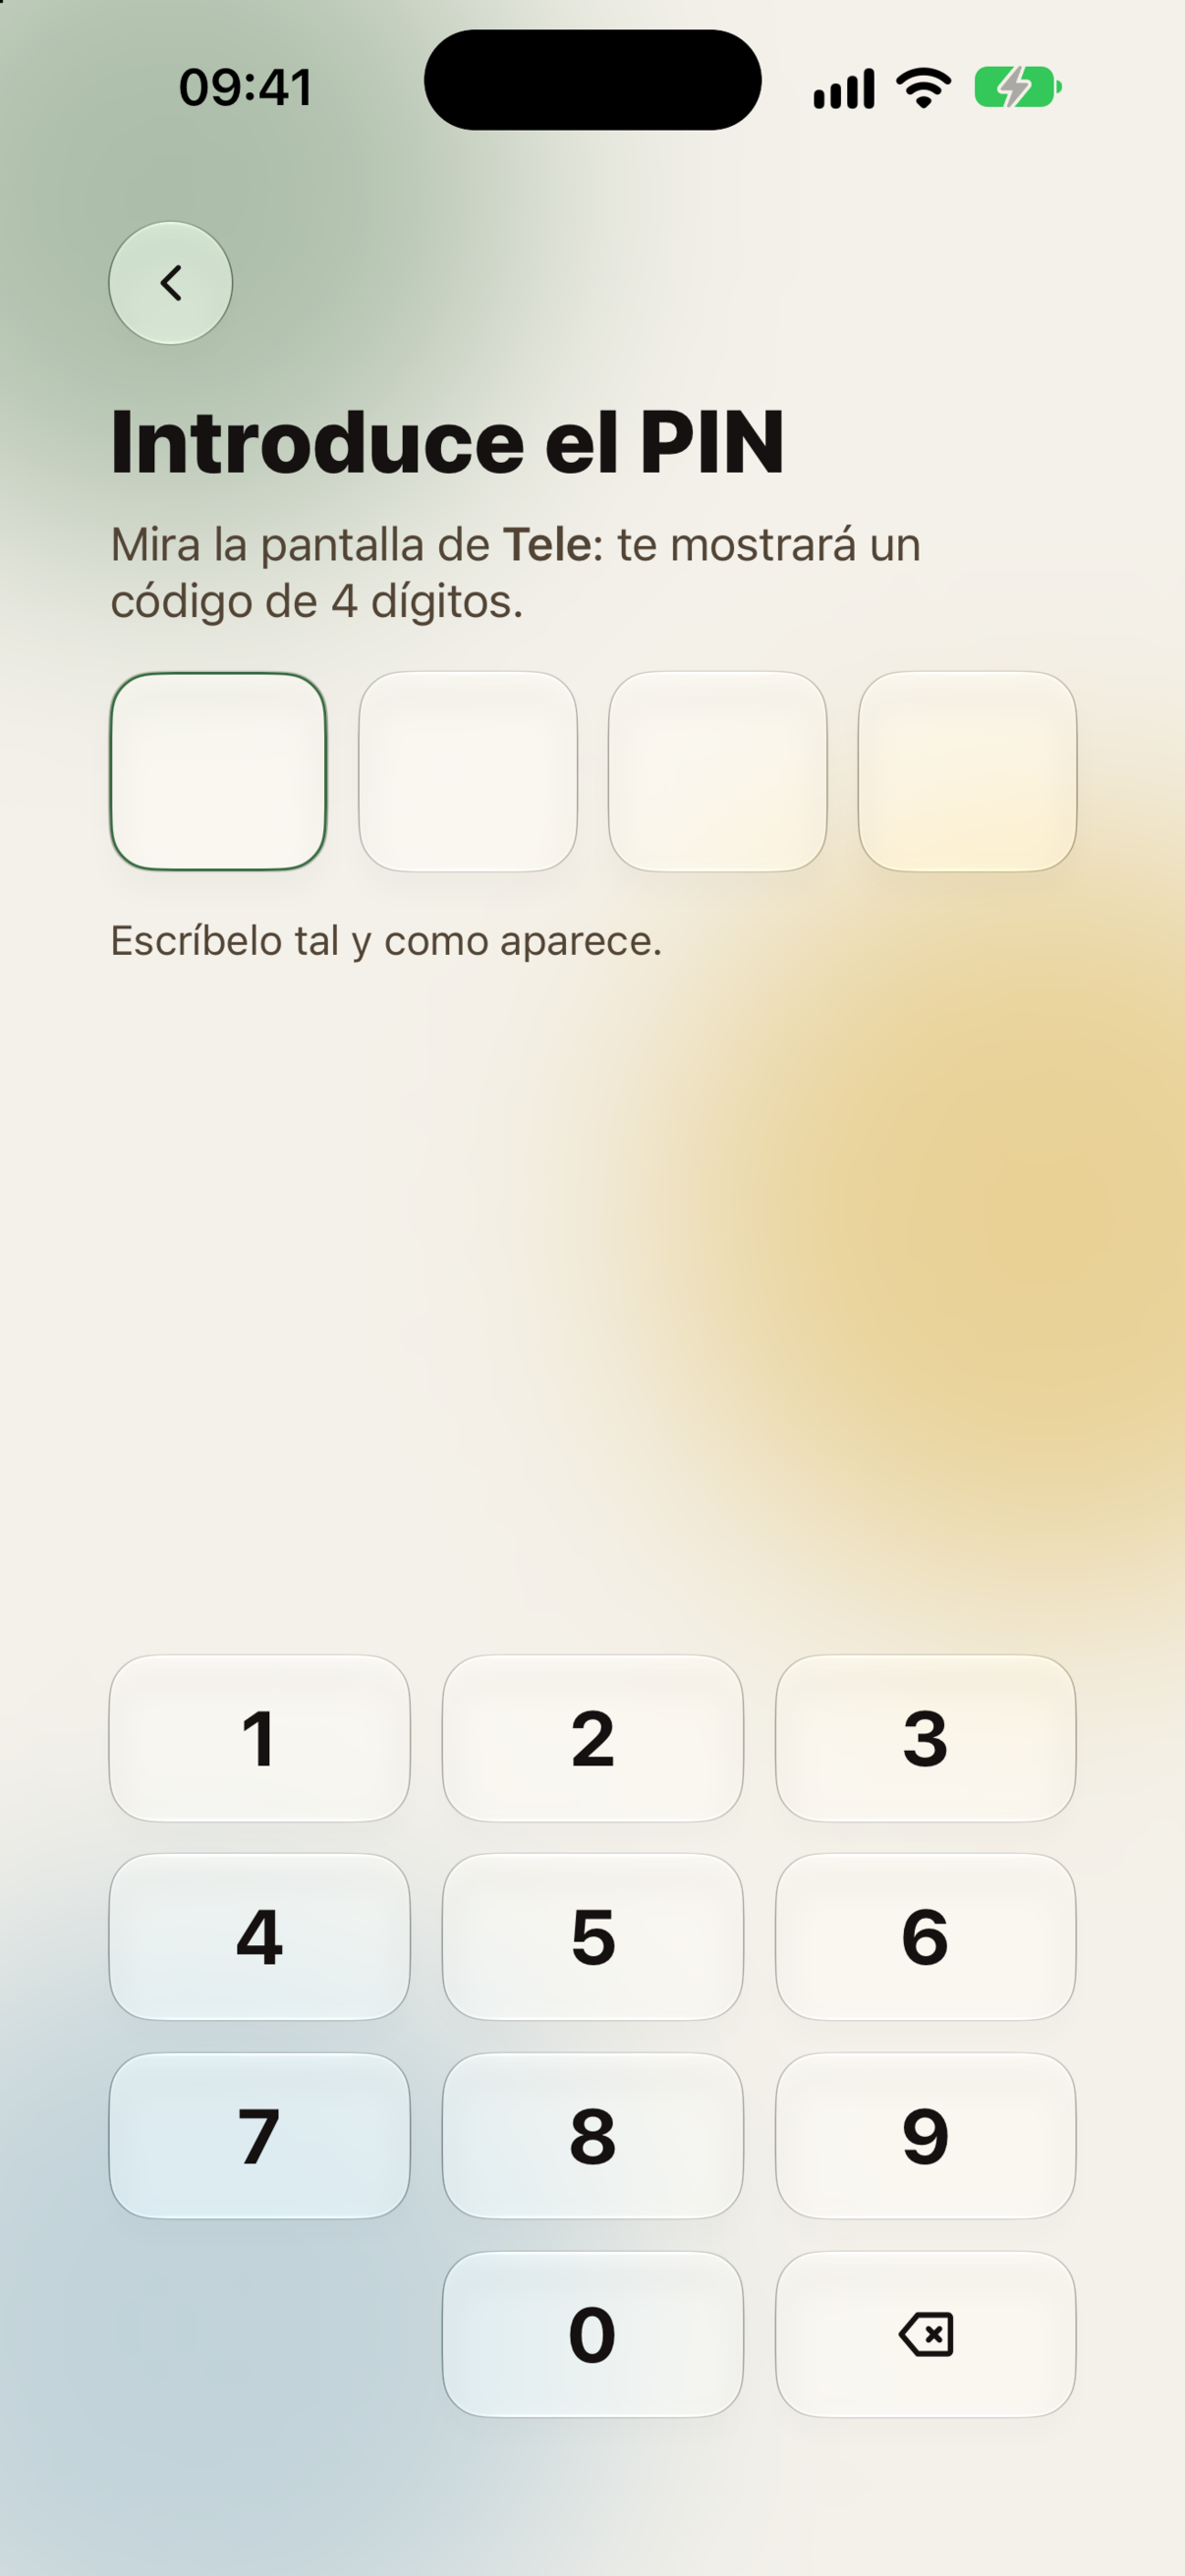 09:41
Introduce el PIN
Mira la pantalla de Tele: te mostrará un
código de 4 dígitos.
Escríbelo tal y como aparece.
1 2 3
4 5 6
7 8 9
0